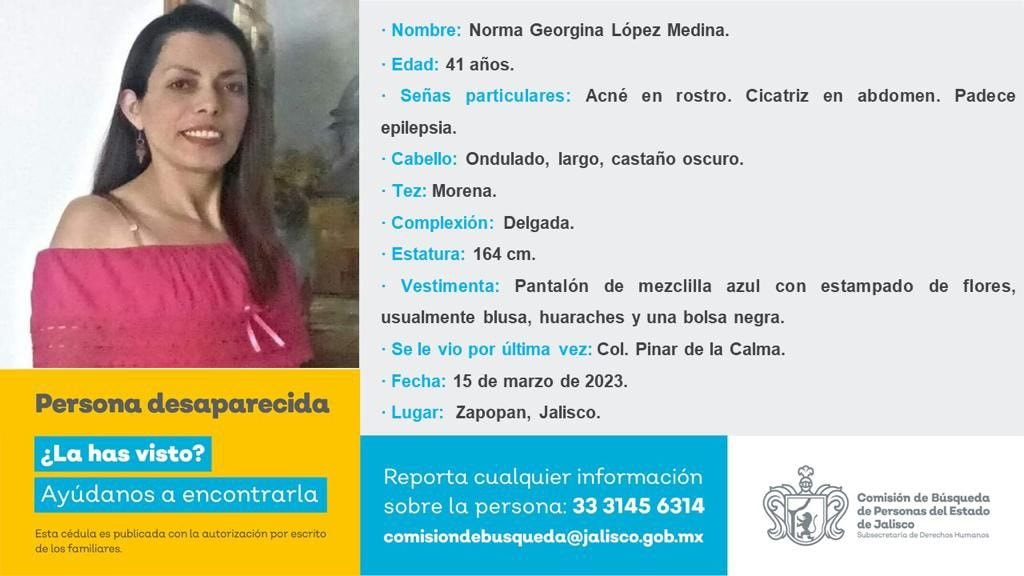 · Nombre: Norma Georgina López Medina.
· Edad: 41 años.
· Señas particulares: Acné en rostro. Cicatriz en abdomen. Padece
epilepsia.
· Cabello: Ondulado, largo, castaño oscuro.
· Tez: Morena.
· Complexión: Delgada.
· Estatura: 164 cm.
· Vestimenta: Pantalón de mezclilla azul con estampado de flores,
usualmente blusa, huaraches y una bolsa negra.
· Se le vio por última vez: Col. Pinar de la Calma.
· Fecha: 15 de marzo de 2023.
· Lugar: Zapopan, Jalisco.
Persona desaparecida
¿La has visto?
Ayúdanos a encontrarla
Esta cédula es publicada con la autorización por escrito
de los familiares.
Reporta cualquier información
sobre la persona: 33 3145 6314
comisiondebusqueda@jalisco.gob.mx
Comisión de Búsqueda
de Personas del Estado
de Jalisco
Subsecretaría de Derechos Humanos